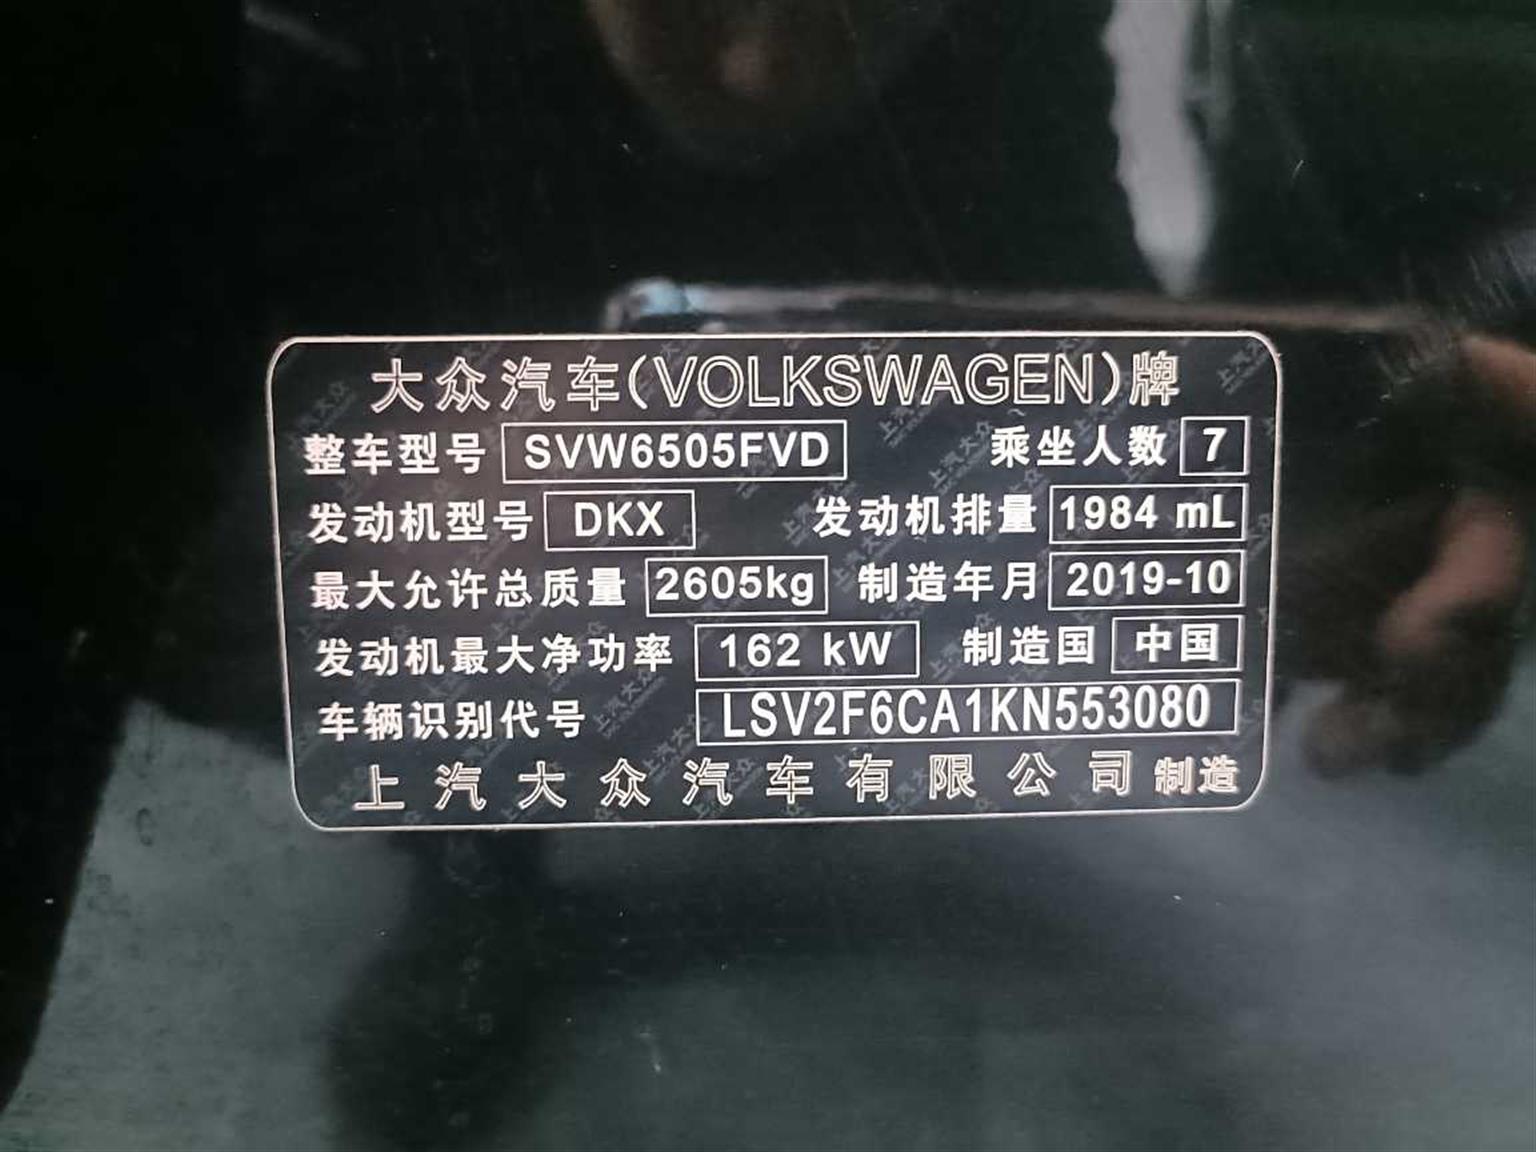 大众汽车(VOLKSWAGEN)牌
整车型号 SVW6505FVD 乘坐人数 7
发动机型号 DKX 发动机排量 1984 mL
最大允许总质量 2605kg 制造年月 2019-10
发动机最大净功率 162 kW 制造国 中国
车辆识别代号 LSV2F6CA1KN553080
上汽大众汽车有限公司 制造